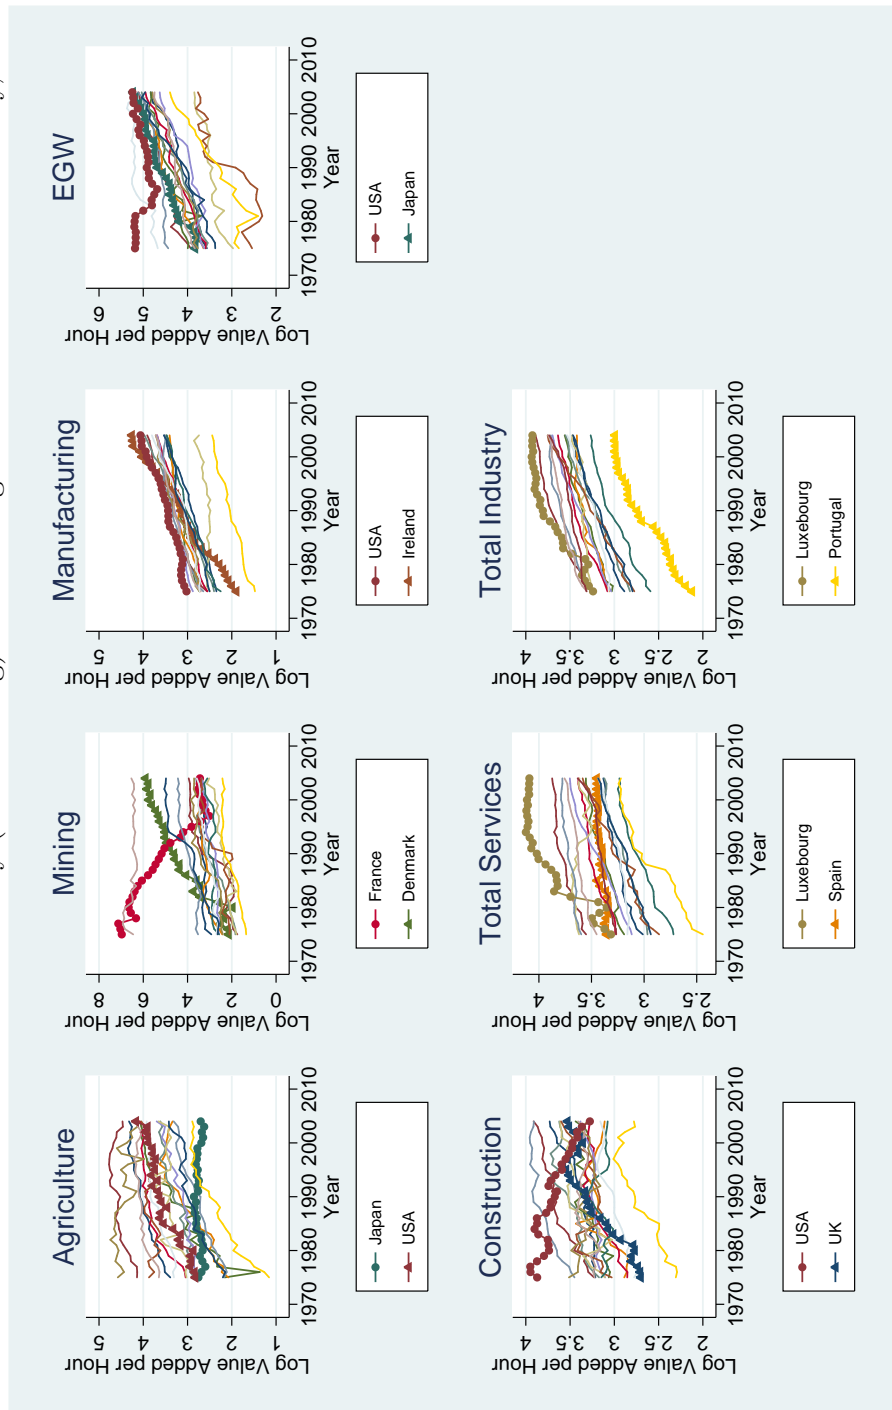 Agriculture
Log Value Added per Hour
5
4
3
2
1
1970 1980 1990 2000 2010
Year
Japan
USA
Mining
Log Value Added per Hour
8
6
4
2
0
1970 1980 1990 2000 2010
Year
France
Denmark
Manufacturing
Log Value Added per Hour
5
4
3
2
1
1970 1980 1990 2000 2010
Year
USA
Ireland
EGW
Log Value Added per Hour
6
5
4
3
2
1970 1980 1990 2000 2010
Year
USA
Japan
Construction
Log Value Added per Hour
4
3.5
3
2.5
2
1970 1980 1990 2000 2010
Year
USA
UK
Total Services
Log Value Added per Hour
4
3.5
3
2.5
1970 1980 1990 2000 2010
Year
Luxebourg
Spain
Total Industry
Log Value Added per Hour
4
3.5
3
2.5
2
1970 1980 1990 2000 2010
Year
Luxebourg
Portugal